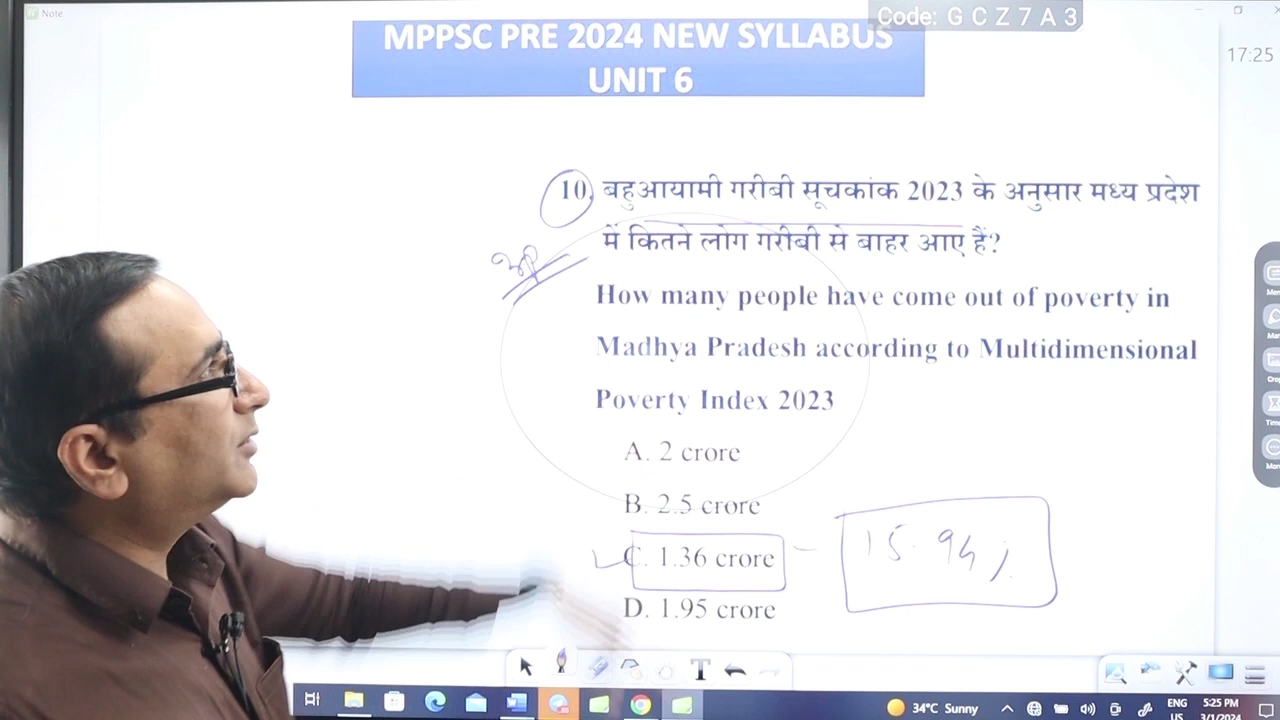 Note
Code: G C Z 7 A 3
MPPSC PRE 2024 NEW SYLLABUS
UNIT 6
17:25
10. बहुआयामी गरीबी सूचकांक 2023 के अनुसार मध्य प्रदेश
में कितने लोग गरीबी से बाहर आए हैं?
How many people have come out of poverty in
Madhya Pradesh according to Multidimensional
Poverty Index 2023
A. 2 crore
B. 2.5 crore
C. 1.36 crore
15.94%
D. 1.95 crore
T
34°C Sunny
ENG
US
5:25 PM